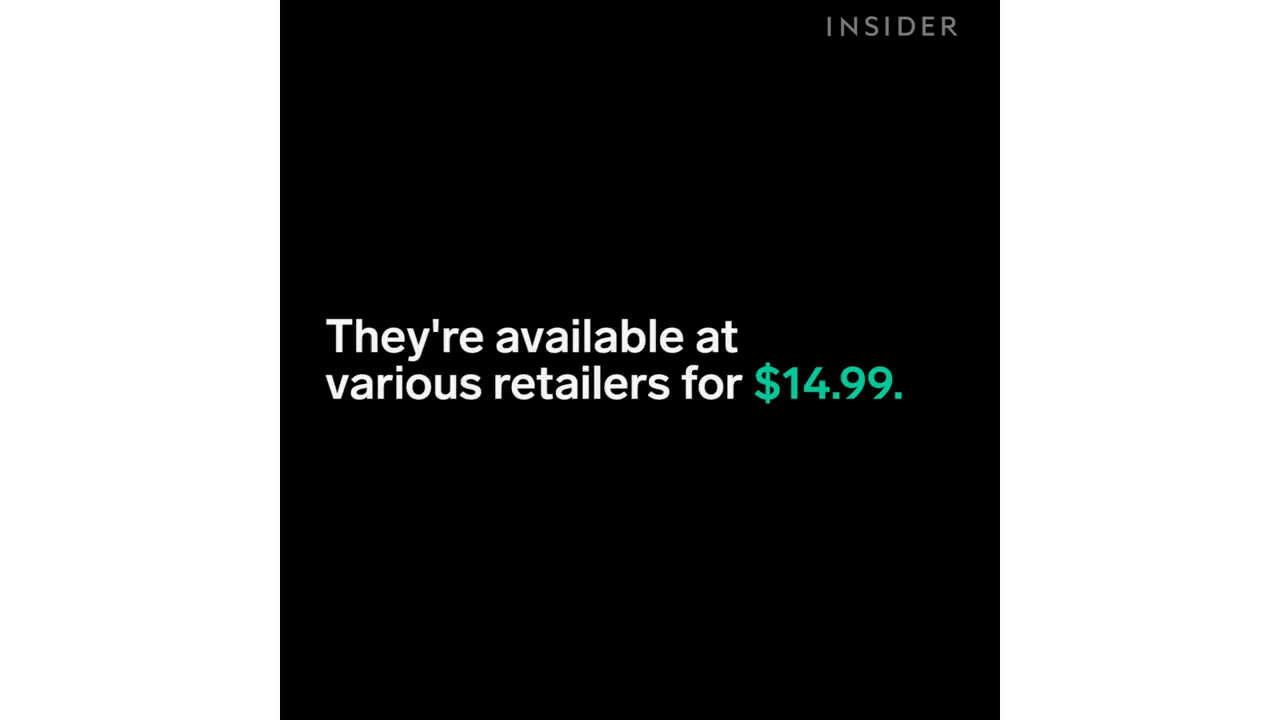 INSIDER
They're available at
various retailers for $14.99.